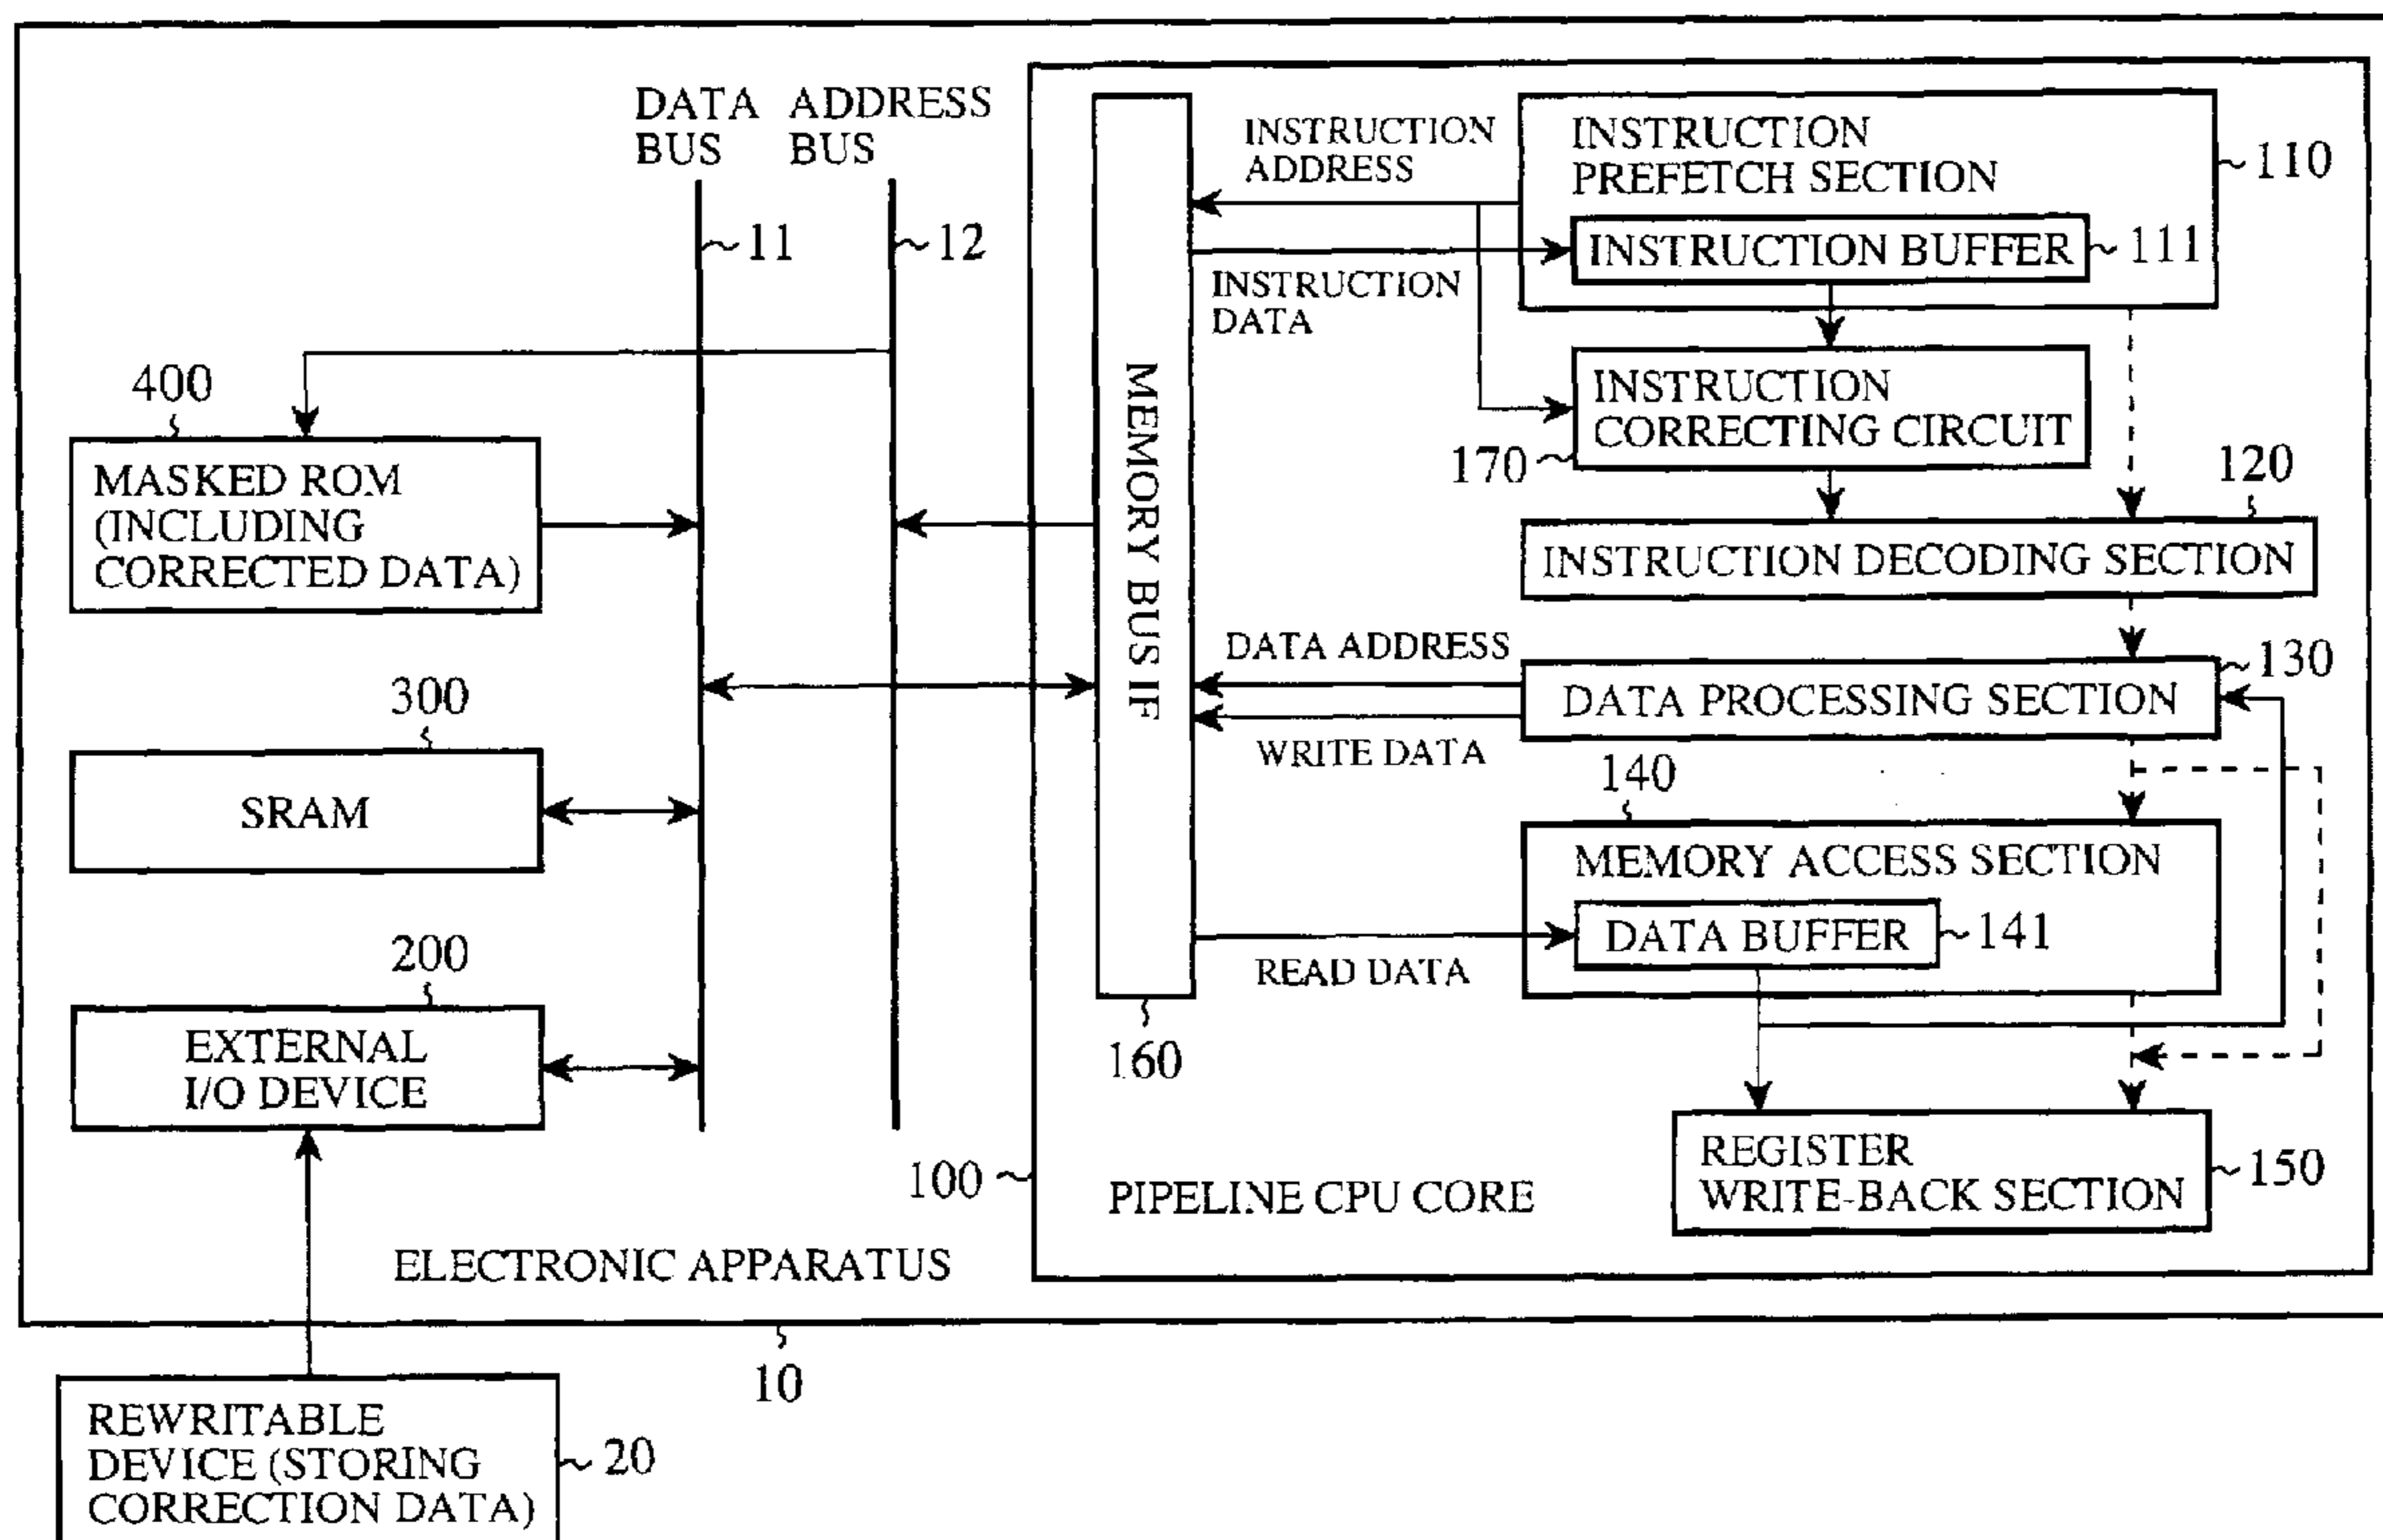 DATA ADDRESS
BUS BUS
11
12
INSTRUCTION
ADDRESS
INSTRUCTION
PREFETCH SECTION
110
INSTRUCTION BUFFER
111
INSTRUCTION
DATA
400
MASKED ROM
(INCLUDING
CORRECTED DATA)
MEMORY BUS IF
INSTRUCTION
CORRECTING CIRCUIT
170
120
INSTRUCTION DECODING SECTION
DATA ADDRESS
130
DATA PROCESSING SECTION
WRITE DATA
300
SRAM
140
MEMORY ACCESS SECTION
DATA BUFFER
141
READ DATA
200
EXTERNAL
I/O DEVICE
160
100
PIPELINE CPU CORE
REGISTER
WRITE-BACK SECTION
150
ELECTRONIC APPARATUS
10
REWRITABLE
DEVICE (STORING
CORRECTION DATA)
20